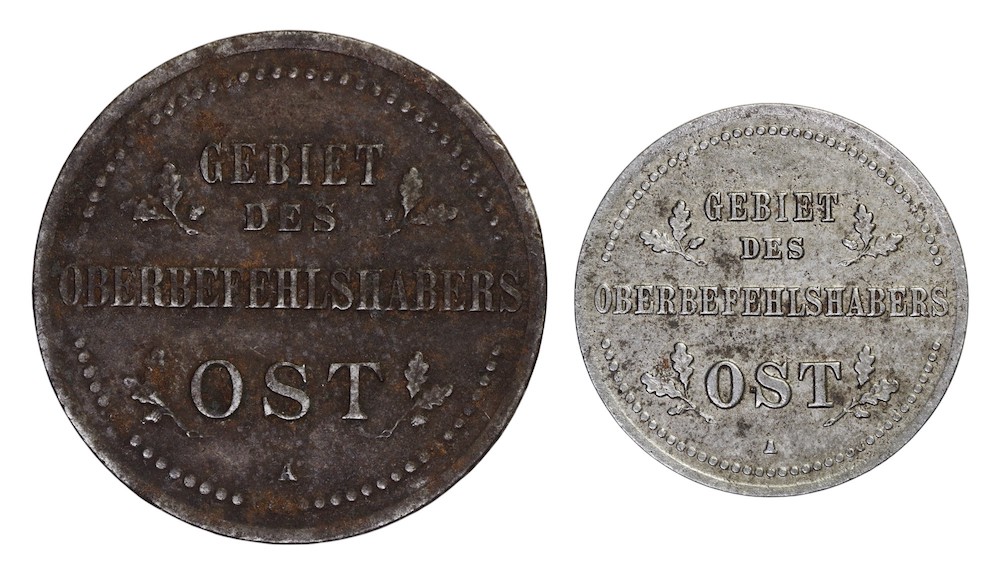 GEBIET
DES
OBERBEFEHLSHABERS
OST
A
GEBIET
DES
OBERBEFEHLSHABERS
OST
A